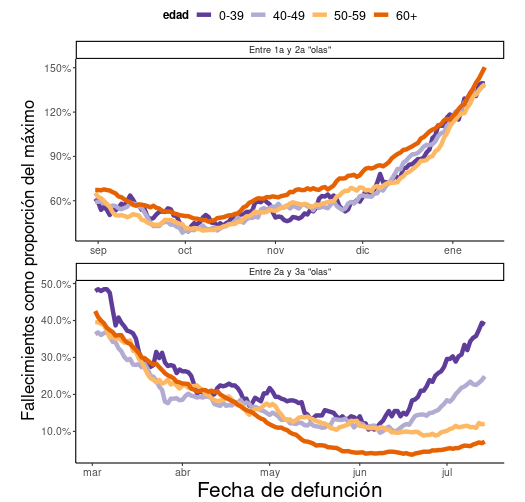 edad 0-39 40-49 50-59 60+
Entre 1a y 2a "olas"
150%
120%
90%
60%
sep oct nov dic ene
Fallecimientos como proporción del máximo
Entre 2a y 3a "olas"
50.0%
40.0%
30.0%
20.0%
10.0%
mar abr may jun jul
Fecha de defunción